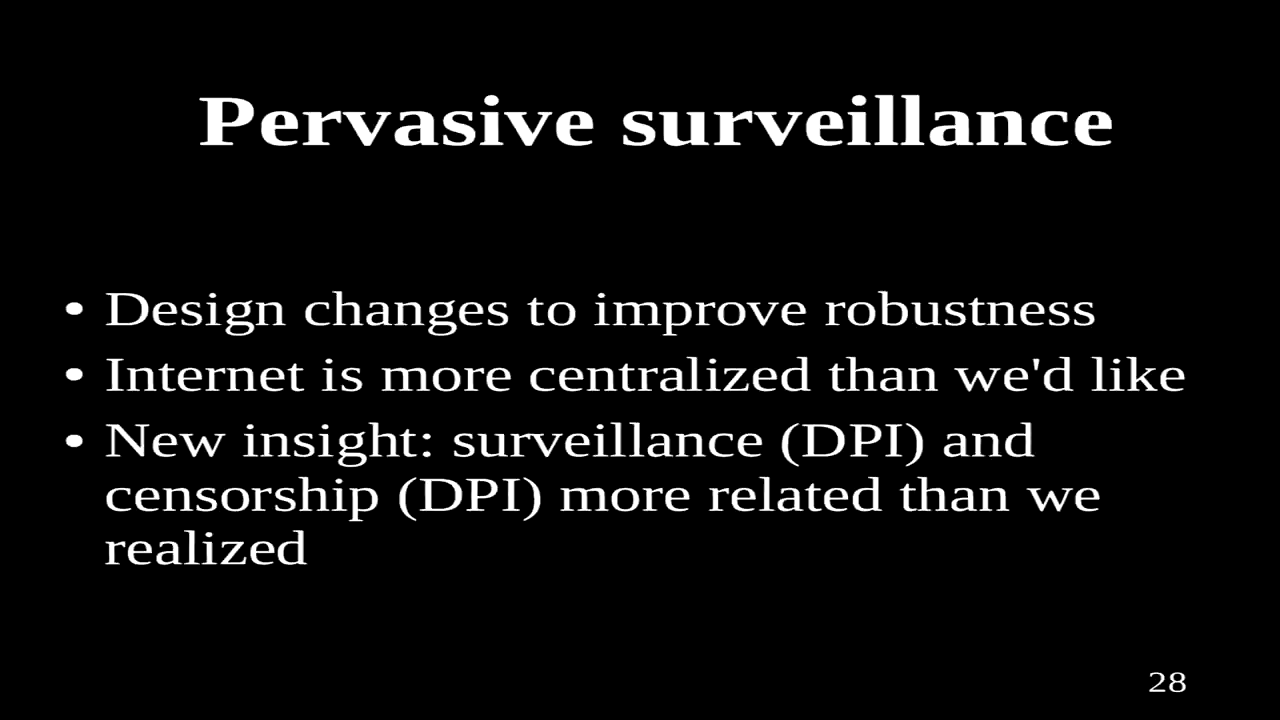 Pervasive surveillance
• Design changes to improve robustness
• Internet is more centralized than we'd like
• New insight: surveillance (DPI) and
censorship (DPI) more related than we
realized
28